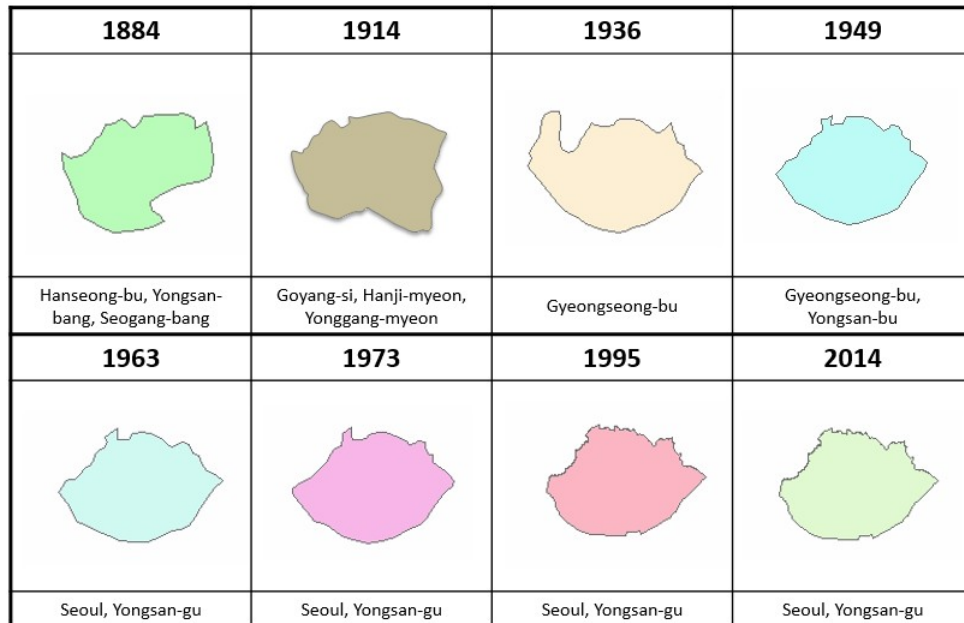 1884
1914
1936
1949
Hanseong-bu, Yongsan-
bang, Seogang-bang
Goyang-si, Hanji-myeon,
Yonggang-myeon
Gyeongseong-bu
Gyeongseong-bu,
Yongsan-bu
1963
1973
1995
2014
Seoul, Yongsan-gu
Seoul, Yongsan-gu
Seoul, Yongsan-gu
Seoul, Yongsan-gu